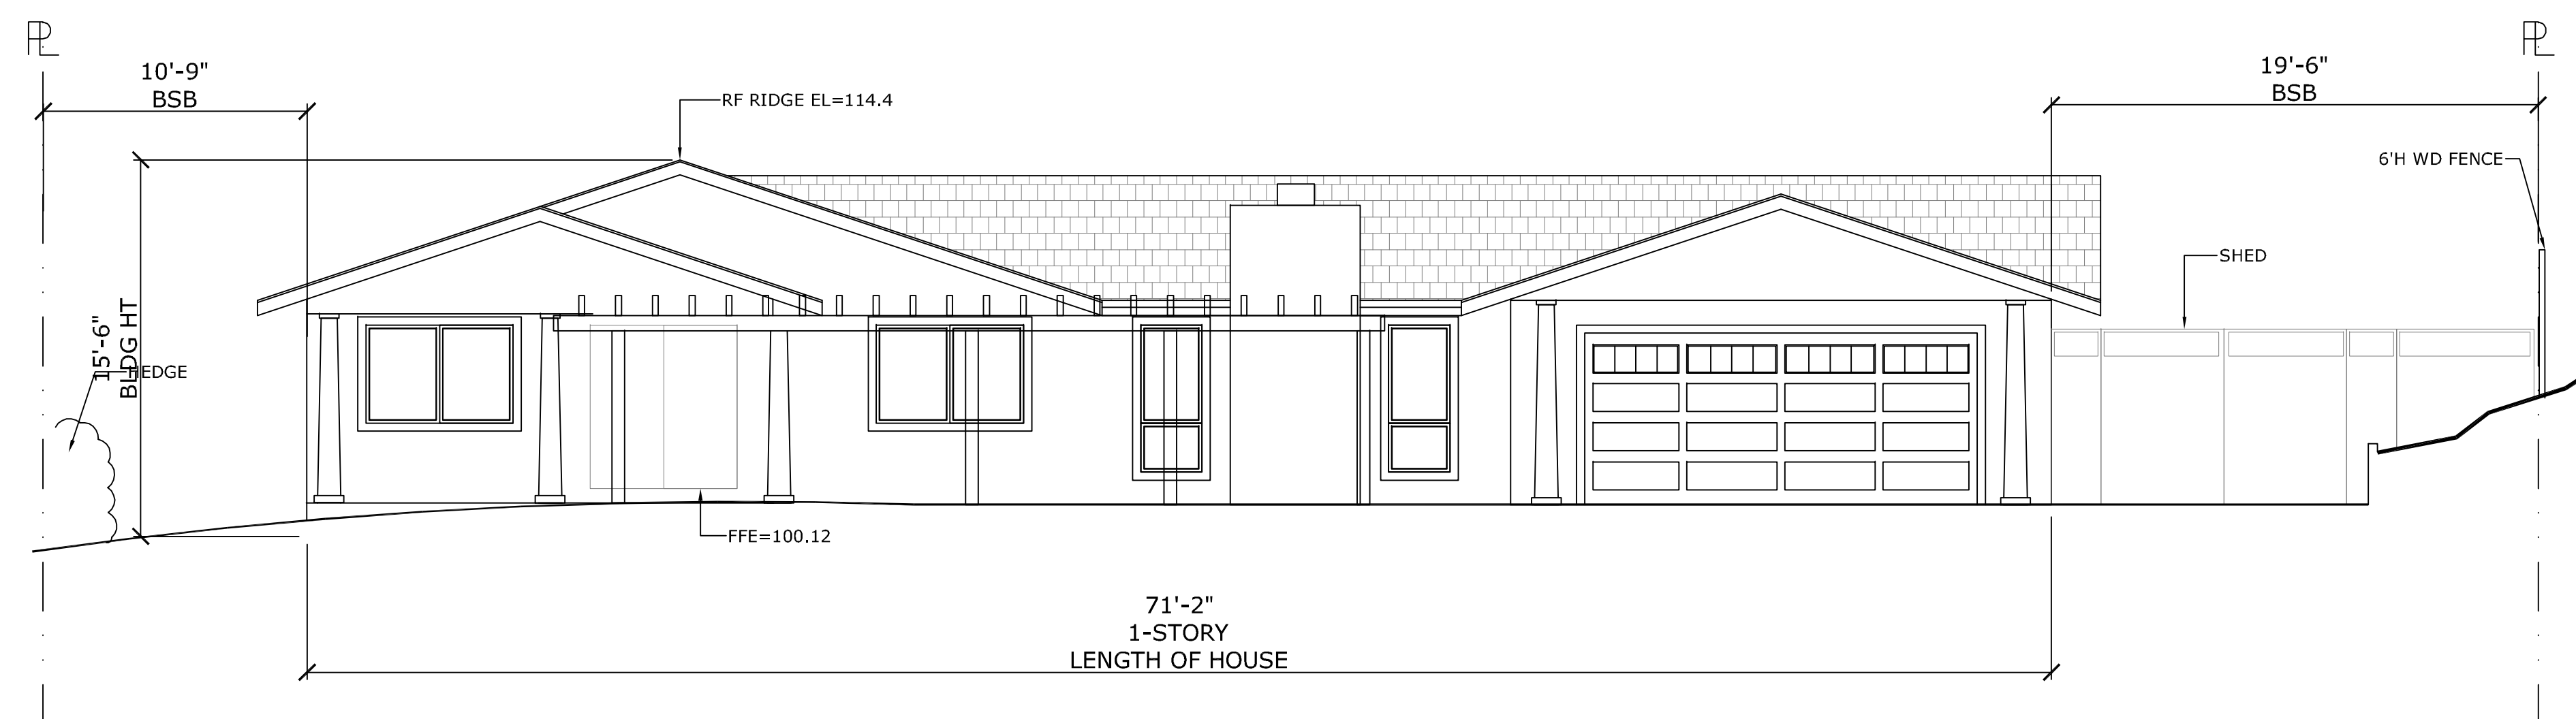 PL
PL
10'-9"
BSB
19'-6"
BSB
RF RIDGE EL=114.4
6'H WD FENCE
SHED
15'-6"
BLDG HT
HEDGE
FFE=100.12
71'-2"
1-STORY
LENGTH OF HOUSE